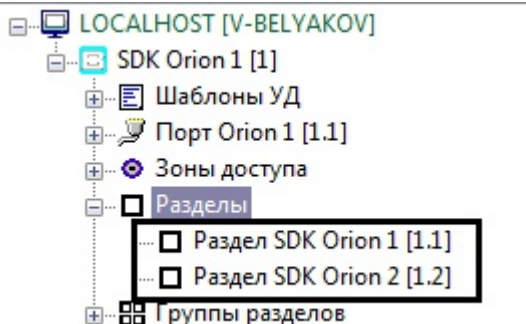 LOCALHOST [V-BELYAKOV]
SDK Orion 1 [1]
Шаблоны УД
Порт Orion 1 [1.1]
Зоны доступа
Разделы
Раздел SDK Orion 1 [1.1]
Раздел SDK Orion 2 [1.2]
Группы разделов